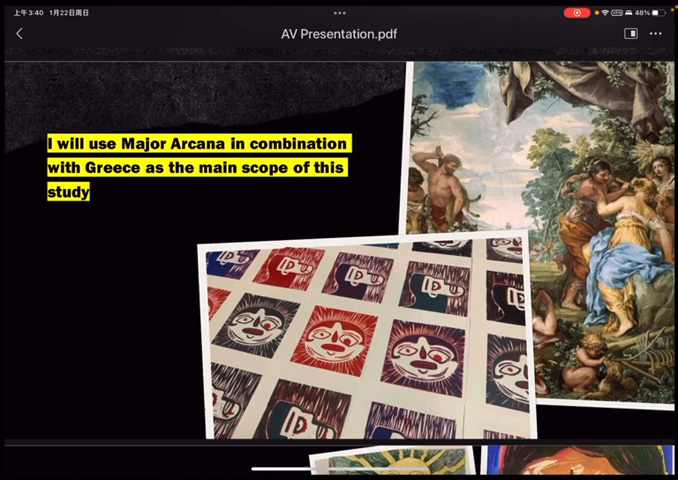 上午3:40 1月22日周日
48%
AV Presentation.pdf
I will use Major Arcana in combination
with Greece as the main scope of this
study